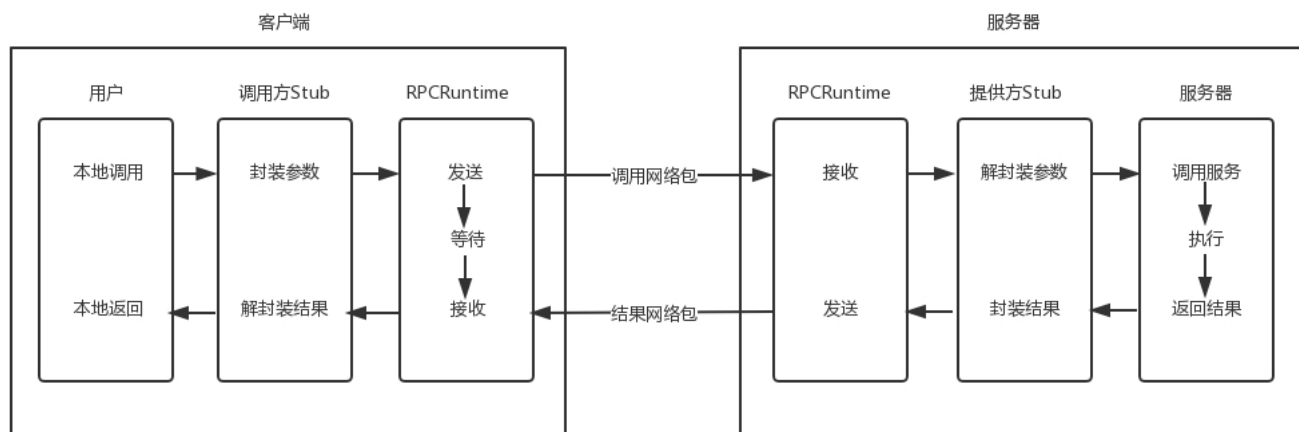 客户端
服务器
用户
调用方Stub
RPCRuntime
RPCRuntime
提供方Stub
服务器
本地调用
封装参数
发送
调用网络包
接收
解封装参数
调用服务
等待
执行
本地返回
解封装结果
接收
结果网络包
发送
封装结果
返回结果